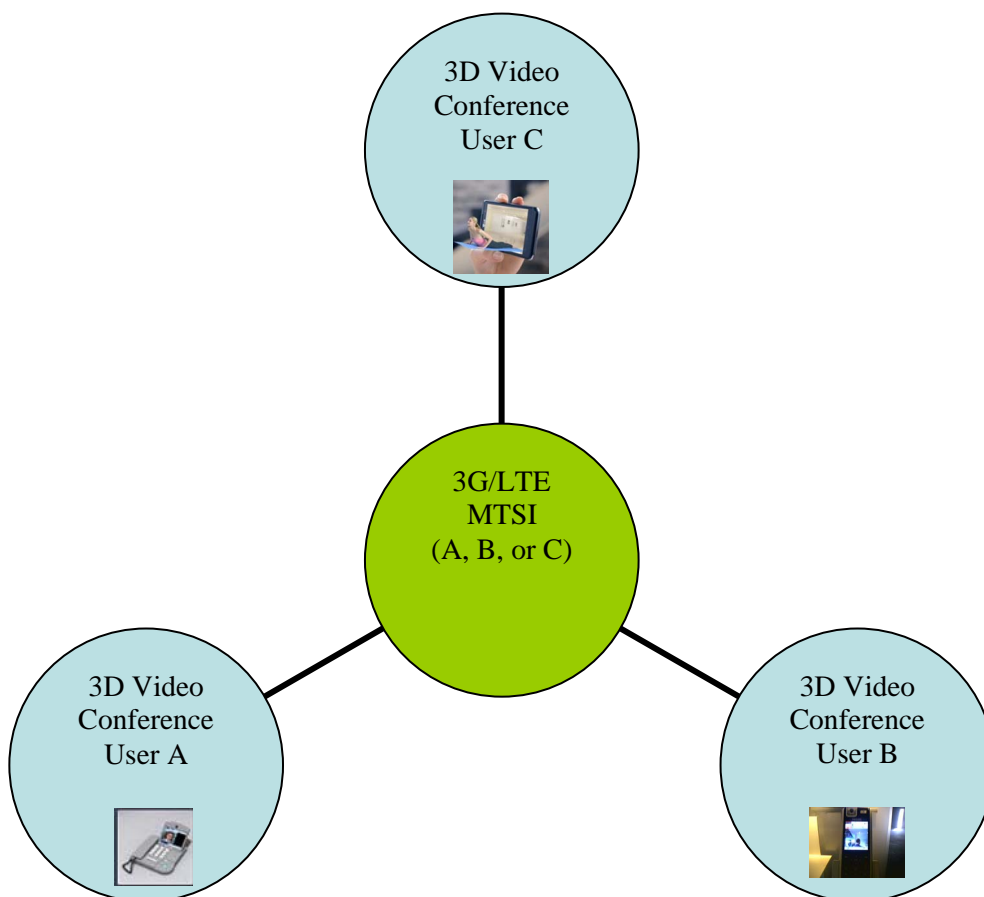 3D Video
Conference
User C
3G/LTE
MTSI
(A, B, or C)
3D Video
Conference
User A
3D Video
Conference
User B